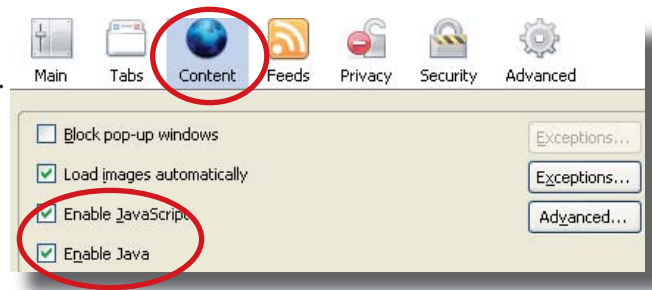 Main Tabs Content Feeds Privacy Security Advanced
Block pop-up windows Exceptions...
Load images automatically Exceptions...
Enable JavaScript Advanced...
Enable Java